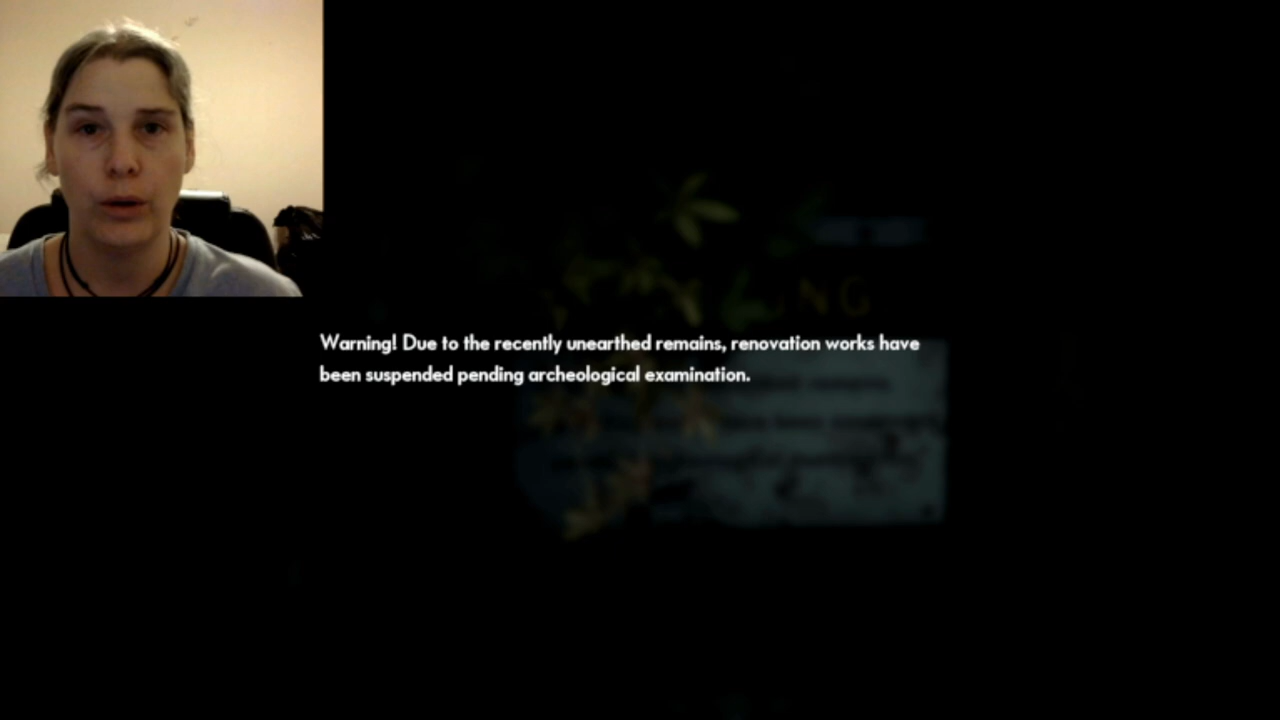 Warning! Due to the recently unearthed remains, renovation works have
been suspended pending archeological examination.